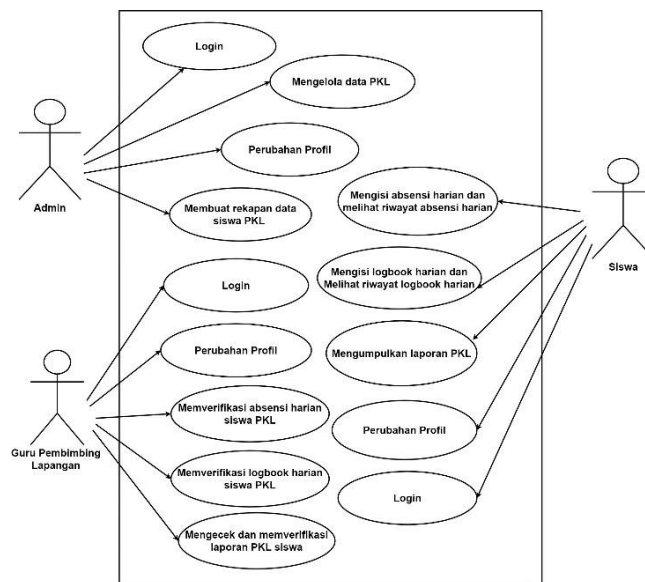 Login
Mengelola data PKL
Perubahan Profil
Membuat rekapan data
siswa PKL
Admin
Mengisi absensi harian dan
melihat riwayat absensi harian
Siswa
Login
Mengisi logbook harian dan
Melihat riwayat logbook harian
Perubahan Profil
Mengumpulkan laporan PKL
Guru Pembimbing
Lapangan
Memverifikasi absensi harian
siswa PKL
Perubahan Profil
Memverifikasi logbook harian
siswa PKL
Login
Mengecek dan memverifikasi
laporan PKL siswa